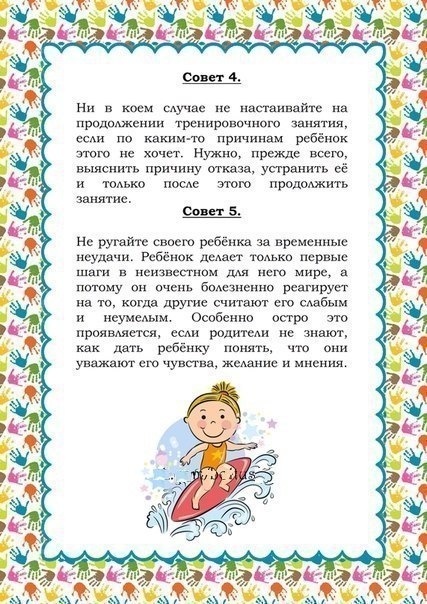 Совет 4.
Ни в коем случае не настаивайте на
продолжении тренировочного занятия,
если по каким-то причинам ребёнок
этого не хочет. Нужно, прежде всего,
выяснить причину отказа, устранить её
и только после этого продолжить
занятие.
Совет 5.
Не ругайте своего ребёнка за временные
неудачи. Ребёнок делает только первые
шаги в неизвестном для него мире, а
потому он очень болезненно реагирует
на то, когда другие считают его слабым
и неумелым. Особенно остро это
проявляется, если родители не знают,
как дать ребёнку понять, что они
уважают его чувства, желание и мнения.